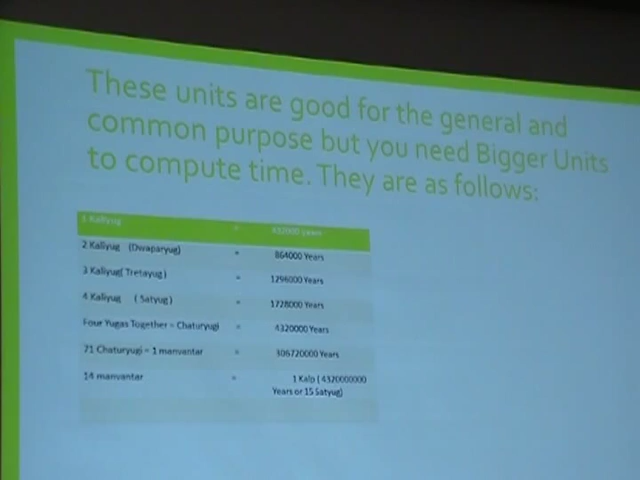 These units are good for the general and
common purpose but you need Bigger Units
to compute time. They are as follows:
1 Kaliyug = 432000 years
2 Kaliyug (Dwaparyug) = 864000 Years
3 Kaliyug( Tretayug ) = 1296000 Years
4 Kaliyug ( Satyug ) = 1728000 Years
Four Yugas Together = Chaturyugi = 4320000 Years
71 Chaturyugi = 1 manvantar = 306720000 Years
14 manvantar = 1 Kalp ( 4320000000
Years or 15 Satyug)